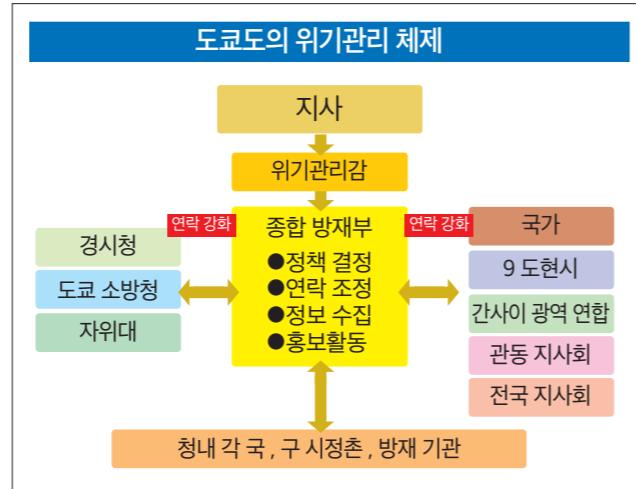 도쿄도의 위기관리 체제
지사
위기관리감
연락 강화
종합 방재부
●정책 결정
●연락 조정
●정보 수집
●홍보활동
연락 강화
경시청
도쿄 소방청
자위대
국가
9 도현시
간사이 광역 연합
관동 지사회
전국 지사회
청내 각 국 , 구 시정촌 , 방재 기관